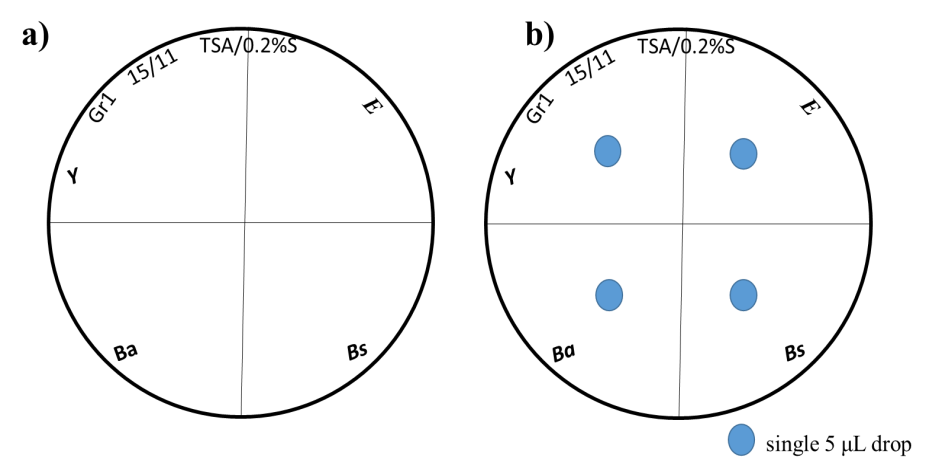 a)
TSA/0.2%S
15/11
Gr1
E
Y
Ba
Bs
b)
TSA/0.2%S
15/11
Gr1
E
Y
Ba
Bs
single 5 µL drop